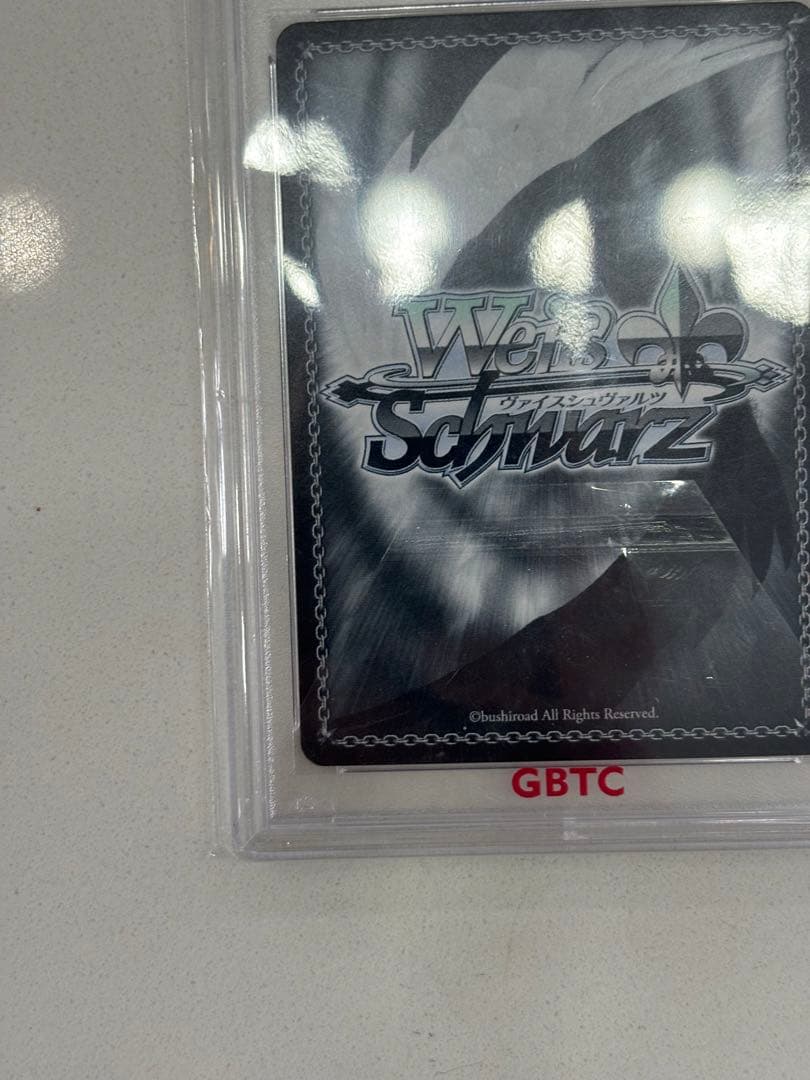 Weiß
ヴァイスシュヴァルツ
Schwarz
©bushiroad All Rights Reserved.
GBTC